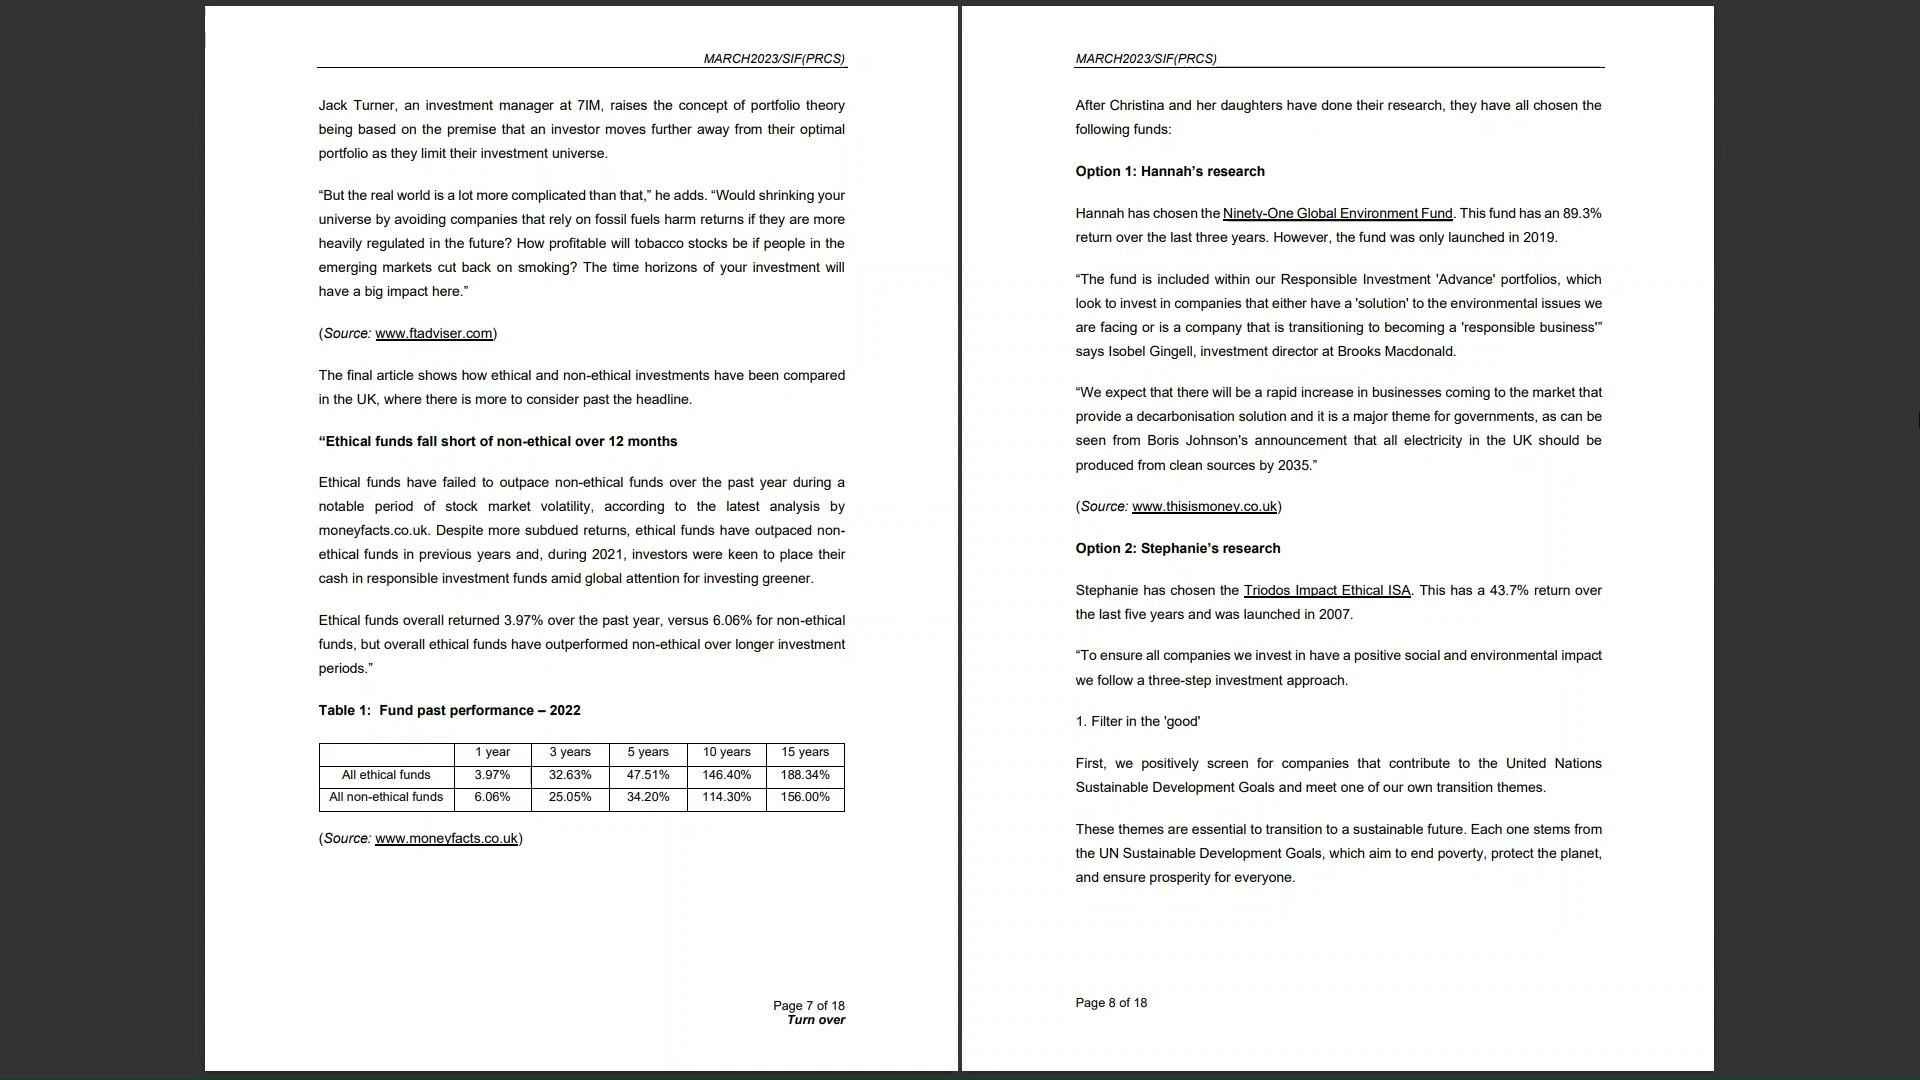 MARCH2023/SIF(PRCS)
Jack Turner, an investment manager at 7IM, raises the concept of portfolio theory
being based on the premise that an investor moves further away from their optimal
portfolio as they limit their investment universe.
“But the real world is a lot more complicated than that,” he adds. “Would shrinking your
universe by avoiding companies that rely on fossil fuels harm returns if they are more
heavily regulated in the future? How profitable will tobacco stocks be if people in the
emerging markets cut back on smoking? The time horizons of your investment will
have a big impact here.”
(Source: www.ftadviser.com)
The final article shows how ethical and non-ethical investments have been compared
in the UK, where there is more to consider past the headline.
“Ethical funds fall short of non-ethical over 12 months
Ethical funds have failed to outpace non-ethical funds over the past year during a
notable period of stock market volatility, according to the latest analysis by
moneyfacts.co.uk. Despite more subdued returns, ethical funds have outpaced non-
ethical funds in previous years and, during 2021, investors were keen to place their
cash in responsible investment funds amid global attention for investing greener.
Ethical funds overall returned 3.97% over the past year, versus 6.06% for non-ethical
funds, but overall ethical funds have outperformed non-ethical over longer investment
periods.”
Table 1: Fund past performance – 2022
1 year 3 years 5 years 10 years 15 years
All ethical funds 3.97% 32.63% 47.51% 146.40% 188.34%
All non-ethical funds 6.06% 25.05% 34.20% 114.30% 156.00%
(Source: www.moneyfacts.co.uk)
Page 7 of 18
Turn over
MARCH2023/SIF(PRCS)
After Christina and her daughters have done their research, they have all chosen the
following funds:
Option 1: Hannah’s research
Hannah has chosen the Ninety-One Global Environment Fund. This fund has an 89.3%
return over the last three years. However, the fund was only launched in 2019.
“The fund is included within our Responsible Investment 'Advance' portfolios, which
look to invest in companies that either have a 'solution' to the environmental issues we
are facing or is a company that is transitioning to becoming a 'responsible business'”
says Isobel Gingell, investment director at Brooks Macdonald.
“We expect that there will be a rapid increase in businesses coming to the market that
provide a decarbonisation solution and it is a major theme for governments, as can be
seen from Boris Johnson's announcement that all electricity in the UK should be
produced from clean sources by 2035.”
(Source: www.thisismoney.co.uk)
Option 2: Stephanie’s research
Stephanie has chosen the Triodos Impact Ethical ISA. This has a 43.7% return over
the last five years and was launched in 2007.
“To ensure all companies we invest in have a positive social and environmental impact
we follow a three-step investment approach.
1. Filter in the 'good'
First, we positively screen for companies that contribute to the United Nations
Sustainable Development Goals and meet one of our own transition themes.
These themes are essential to transition to a sustainable future. Each one stems from
the UN Sustainable Development Goals, which aim to end poverty, protect the planet,
and ensure prosperity for everyone.
Page 8 of 18